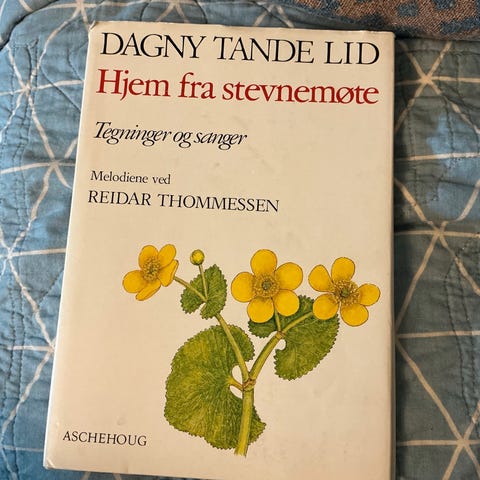 DAGNY TANDE LID
Hjem fra stevnemøte
Tegninger og sanger
Melodiene ved
REIDAR THOMMESSEN
ASCHEHOUG